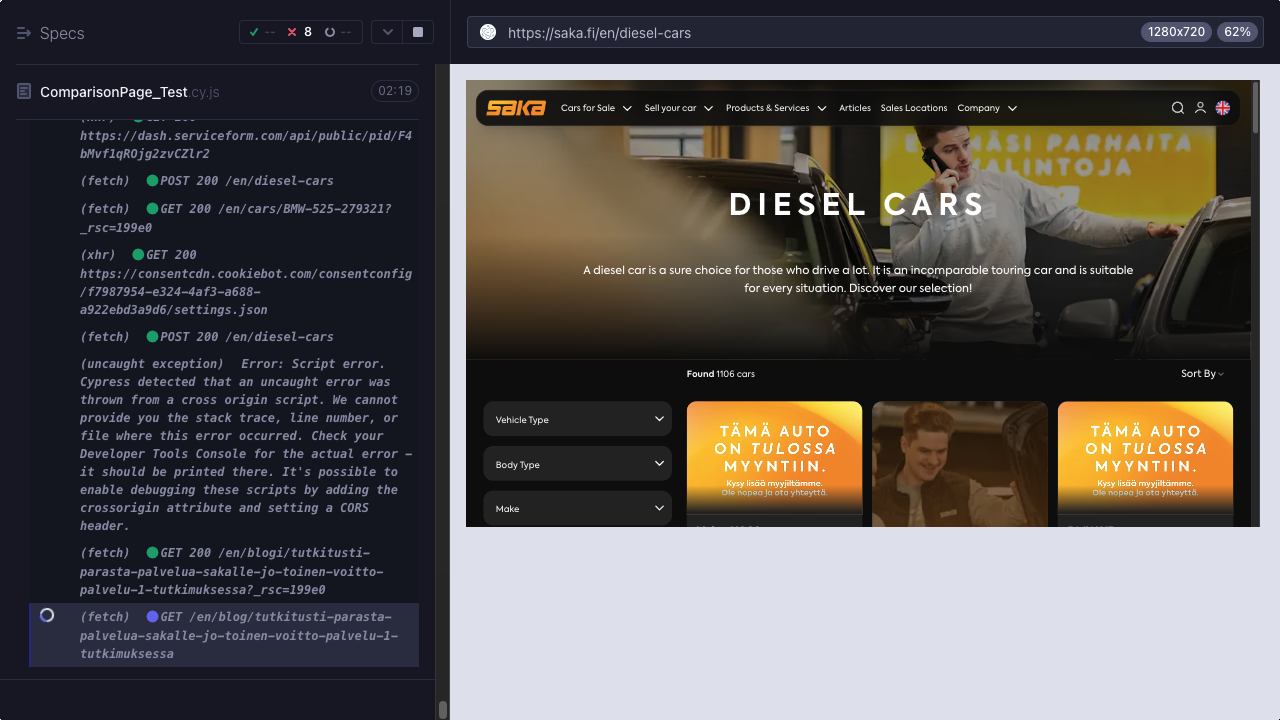 Specs
-- 8 --
ComparisonPage_Test.cy.js 02:19
(xhr) GET 200
https://dash.serviceform.com/api/public/pid/F4
bMvf1qROjg2zvCZlr2
(fetch) POST 200 /en/diesel-cars
(fetch) GET 200 /en/cars/BMW-525-279321?
_rsc=199e0
(xhr) GET 200
https://consentcdn.cookiebot.com/consentconfig
/f7987954-e324-4af3-a688-
a922ebd3a9d6/settings.json
(fetch) POST 200 /en/diesel-cars
(uncaught exception) Error: Script error.
Cypress detected that an uncaught error was
thrown from a cross origin script. We cannot
provide you the stack trace, line number, or
file where this error occurred. Check your
Developer Tools Console for the actual error -
it should be printed there. It's possible to
enable debugging these scripts by adding the
crossorigin attribute and setting a CORS
header.
(fetch) GET 200 /en/blogi/tutkitusti-
parasta-palvelua-sakalle-jo-toinen-voitto-
palvelu-1-tutkimuksessa?_rsc=199e0
(fetch) GET /en/blog/tutkitusti-parasta-
palvelua-sakalle-jo-toinen-voitto-palvelu-1-
tutkimuksessa
https://saka.fi/en/diesel-cars 1280x720 62%
saka Cars for Sale Sell your car Products & Services Articles Sales Locations Company
PARHAITA
DIESEL CARS
A diesel car is a sure choice for those who drive a lot. It is an incomparable touring car and is suitable
for every situation. Discover our selection!
Found 1106 cars Sort By
Vehicle Type
Body Type
Make
TÄMÄ AUTO
ON TULOSSA
MYYNTIIN.
Kysy lisää myyjiltämme.
Ole nopea ja ota yhteyttä.
TÄMÄ AUTO
ON TULOSSA
MYYNTIIN.
Kysy lisää myyjiltämme.
Ole nopea ja ota yhteyttä.